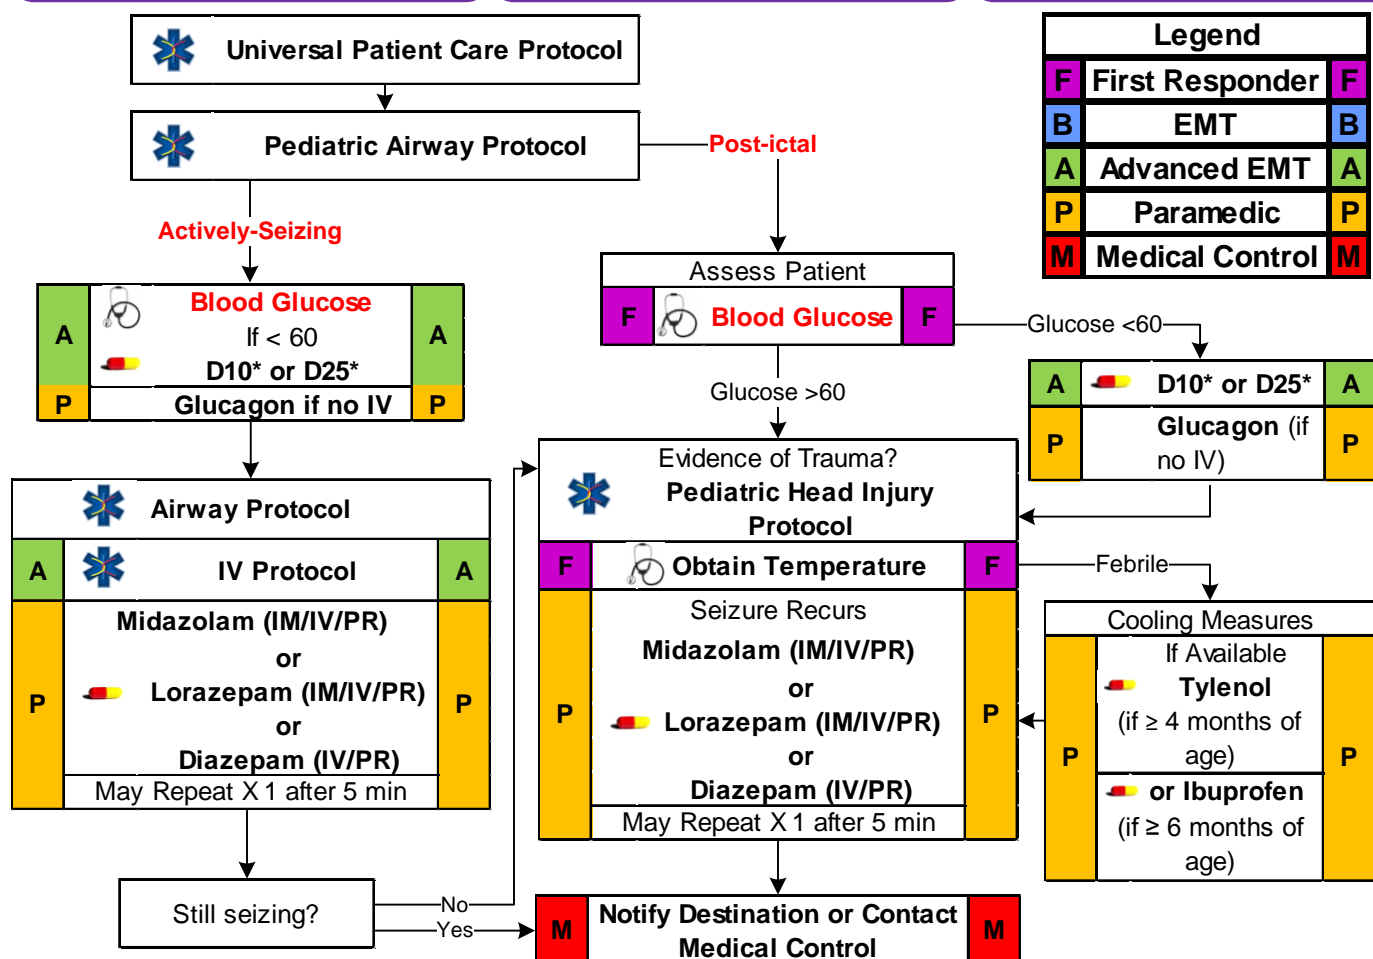 Universal Patient Care Protocol
Pediatric Airway Protocol
Post-ictal
Actively-Seizing
Legend
F First Responder F
B EMT B
A Advanced EMT A
P Paramedic P
M Medical Control M
A Blood Glucose A
If < 60
D10* or D25*
P Glucagon if no IV P
Assess Patient
F Blood Glucose F
Glucose <60
Glucose >60
A D10* or D25* A
P Glucagon (if P
no IV)
Airway Protocol
A IV Protocol A
Midazolam (IM/IV/PR)
or
P Lorazepam (IM/IV/PR) P
or
Diazepam (IV/PR)
May Repeat X 1 after 5 min
Still seizing?
No
Yes
Evidence of Trauma?
Pediatric Head Injury
Protocol
F Obtain Temperature F
Seizure Recurs
Midazolam (IM/IV/PR)
or
P Lorazepam (IM/IV/PR) P
or
Diazepam (IV/PR)
May Repeat X 1 after 5 min
Febrile
Cooling Measures
If Available
Tylenol
(if ≥ 4 months of
age)
P P
or Ibuprofen
(if ≥ 6 months of
age)
M Notify Destination or Contact M
Medical Control